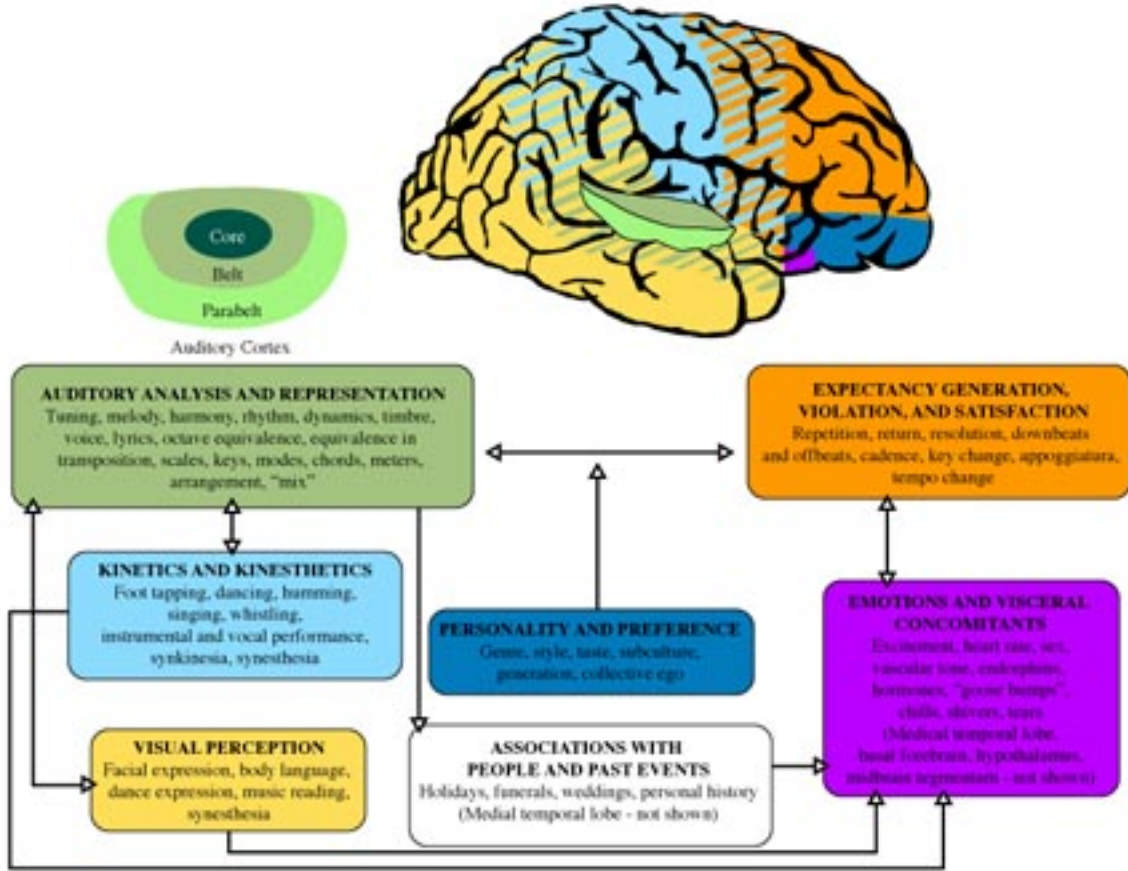 Core
Belt
Parabelt
Auditory Cortex
AUDITORY ANALYSIS AND REPRESENTATION
Tuning, melody, harmony, rhythm, dynamics, timbre,
voice, lyrics, octave equivalence, equivalence in
transposition, scales, keys, modes, chords, meters,
arrangement, “mix”
EXPECTANCY GENERATION,
VIOLATION, AND SATISFACTION
Repetition, return, resolution, downbeats
and offbeats, cadence, key change, appoggiatura,
tempo change
KINETICS AND KINESTHETICS
Foot tapping, dancing, humming,
singing, whistling,
instrumental and vocal performance,
synkinesia, synesthesia
PERSONALITY AND PREFERENCE
Genre, style, taste, subculture,
generation, collective ego
EMOTIONS AND VISCERAL
CONCOMITANTS
Excitement, heart rate, sex,
vascular tone, endorphins,
hormones, “goose bumps”,
chills, shivers, tears
(Medical temporal lobe,
basal forebrain, hypothalamus,
midbrain tegmentum - not shown)
VISUAL PERCEPTION
Facial expression, body language,
dance expression, music reading,
synesthesia
ASSOCIATIONS WITH
PEOPLE AND PAST EVENTS
Holidays, funerals, weddings, personal history
(Medial temporal lobe - not shown)